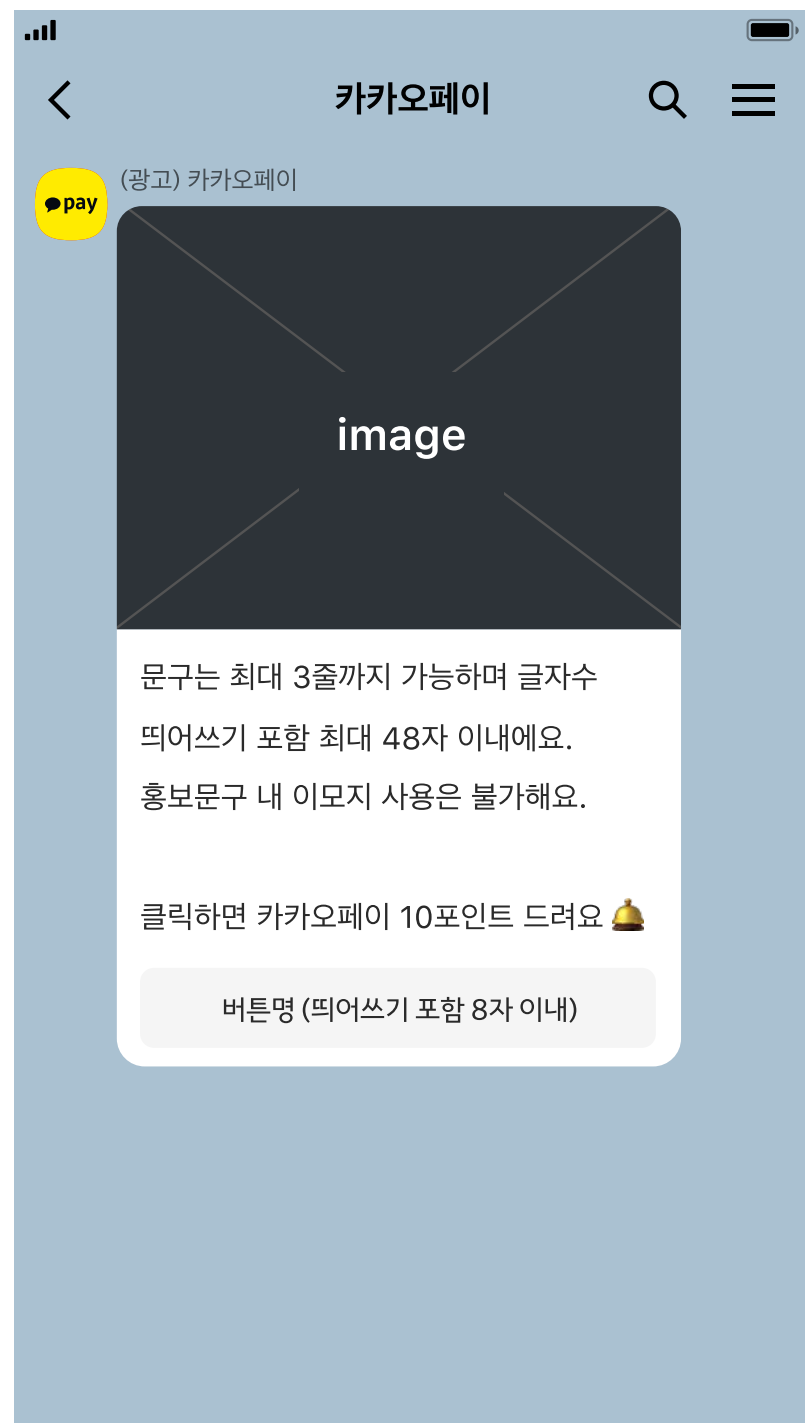 카카오페이
pay
(광고) 카카오페이
image
문구는 최대 3줄까지 가능하며 글자수
띄어쓰기 포함 최대 48자 이내에요.
홍보문구 내 이모지 사용은 불가해요.
클릭하면 카카오페이 10포인트 드려요🛎️
버튼명 (띄어쓰기 포함 8자 이내)